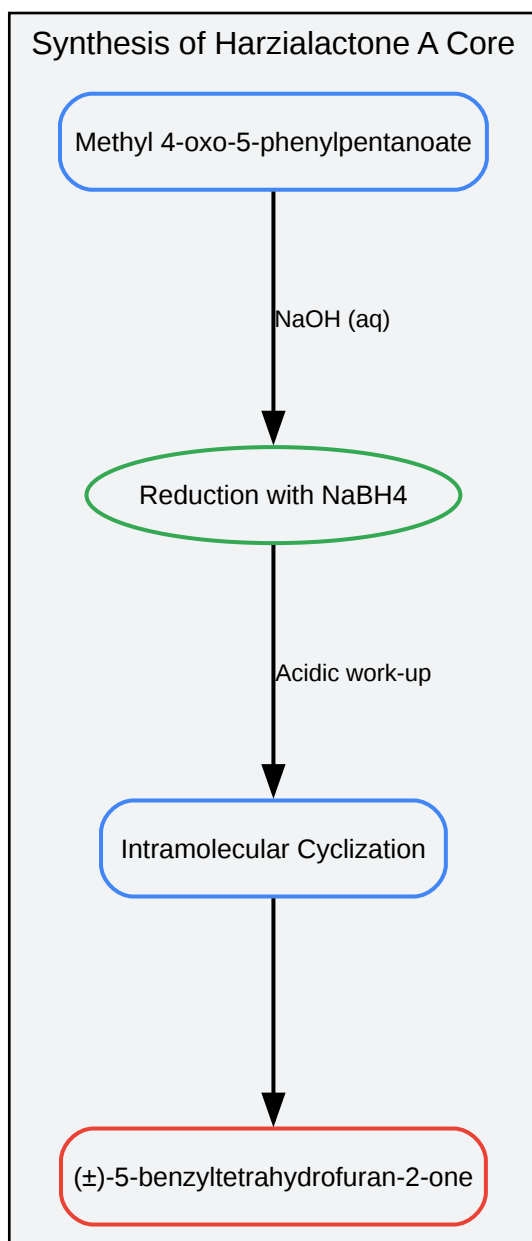 Synthesis of Harzialactone A Core
Methyl 4-oxo-5-phenylpentanoate
NaOH (aq)
Reduction with NaBH4
Acidic work-up
Intramolecular Cyclization
(±)-5-benzyltetrahydrofuran-2-one